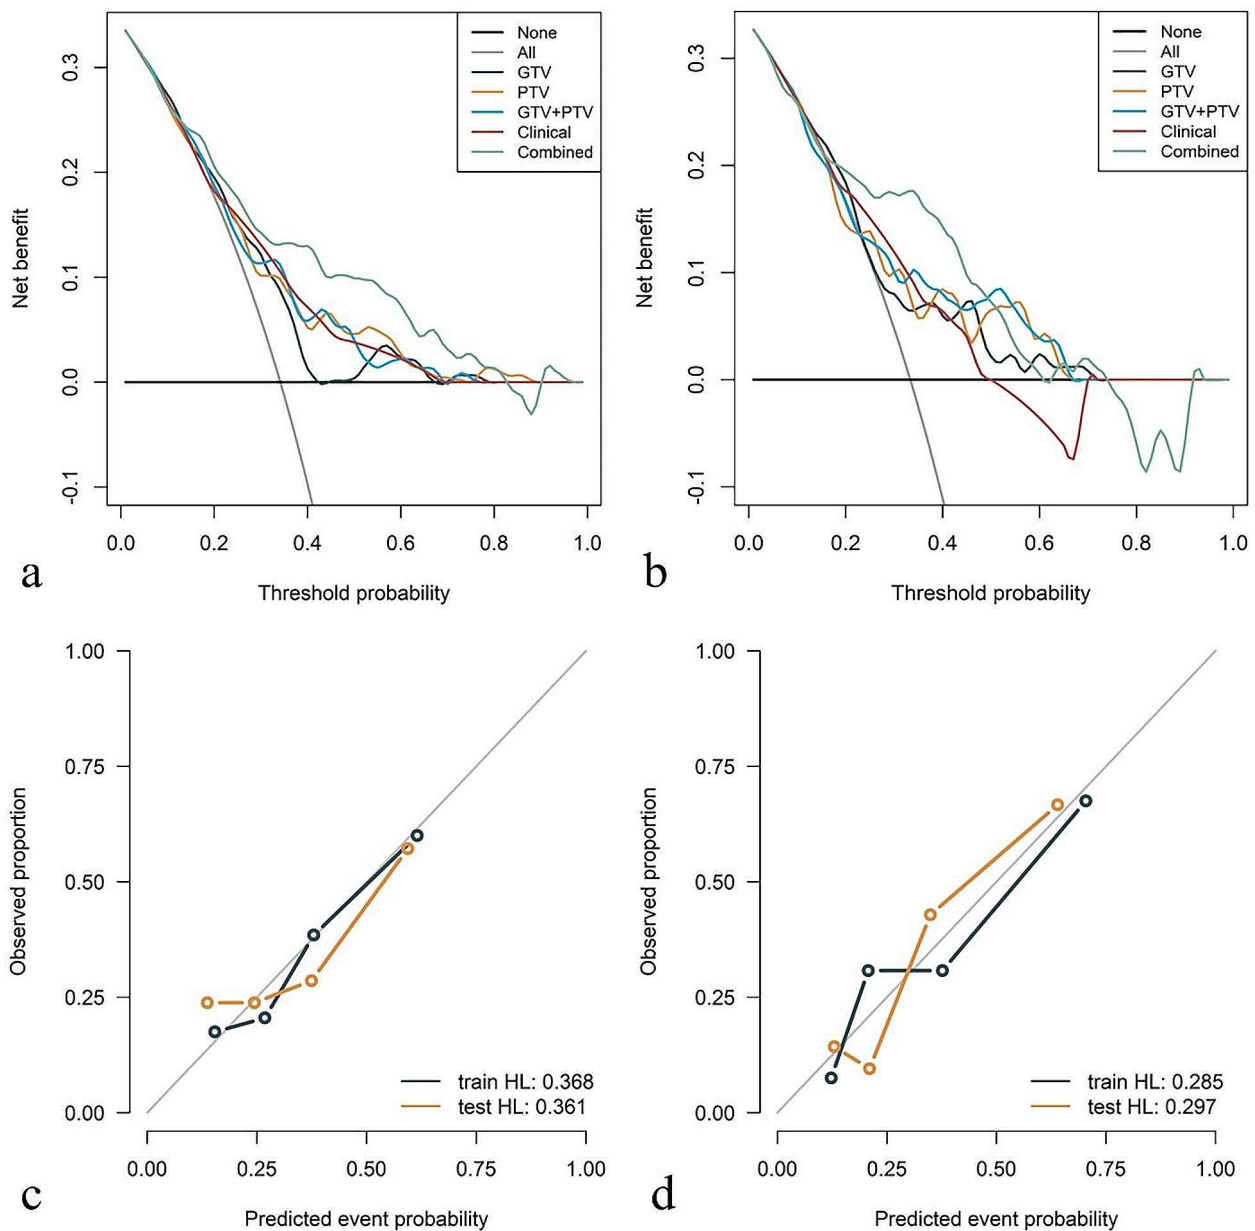 None
All
GTV
PTV
GTV+PTV
Clinical
Combined
Net benefit
0.3
0.2
0.1
0.0
-0.1
0.0 0.2 0.4 0.6 0.8 1.0
a
Threshold probability
None
All
GTV
PTV
GTV+PTV
Clinical
Combined
Net benefit
0.3
0.2
0.1
0.0
-0.1
0.0 0.2 0.4 0.6 0.8 1.0
b
Threshold probability
Observed proportion
1.00
0.75
0.50
0.25
0.00
train HL: 0.368
test HL: 0.361
0.00 0.25 0.50 0.75 1.00
c
Predicted event probability
Observed proportion
1.00
0.75
0.50
0.25
0.00
train HL: 0.285
test HL: 0.297
0.00 0.25 0.50 0.75 1.00
d
Predicted event probability